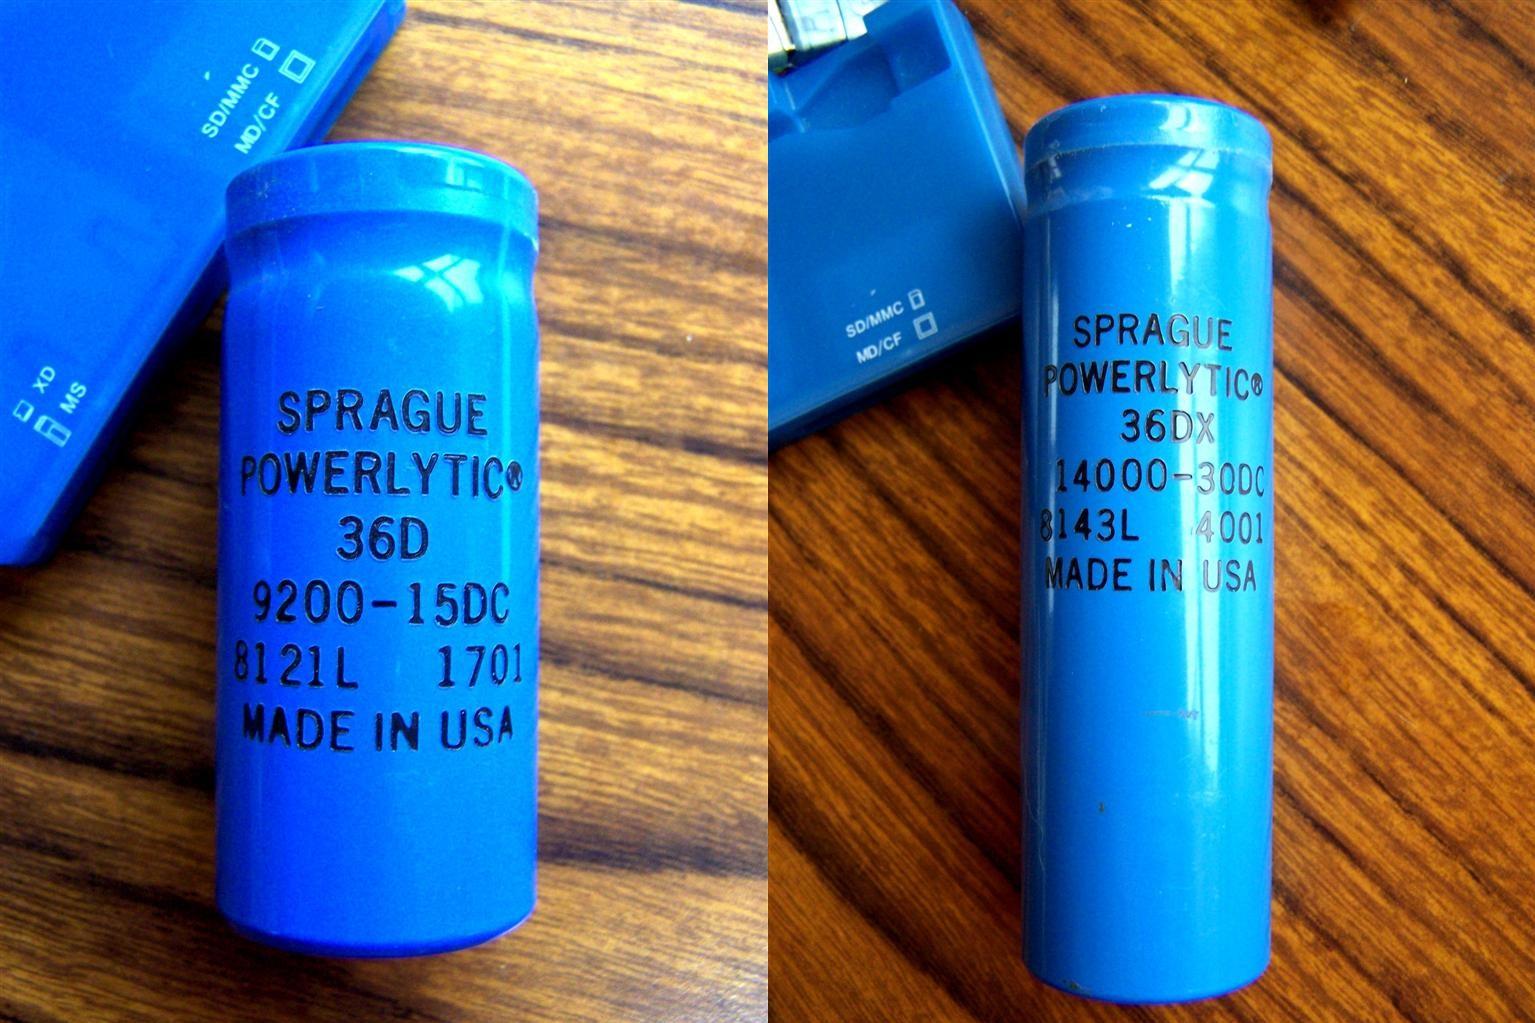 SD/MMC
MD/CF
XD
MS
SPRAGUE
POWERLYTIC®
36D
9200-15DC
8121L 1701
MADE IN USA
SD/MMC
MD/CF
SPRAGUE
POWERLYTIC®
36DX
14000-30DC
8143L 4001
MADE IN USA